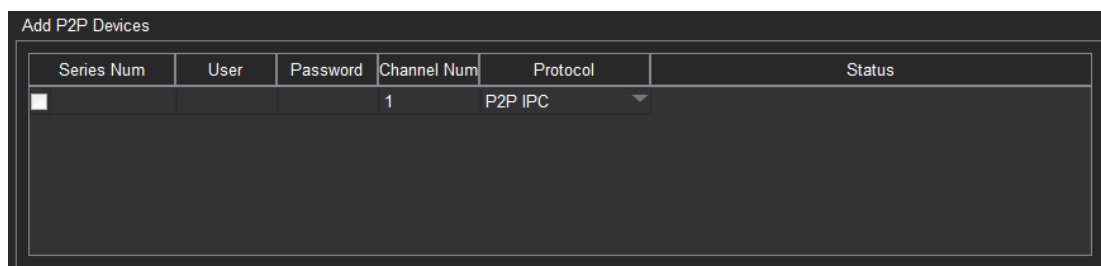 Add P2P Devices
Series Num User Password Channel Num Protocol Status
1 P2P IPC